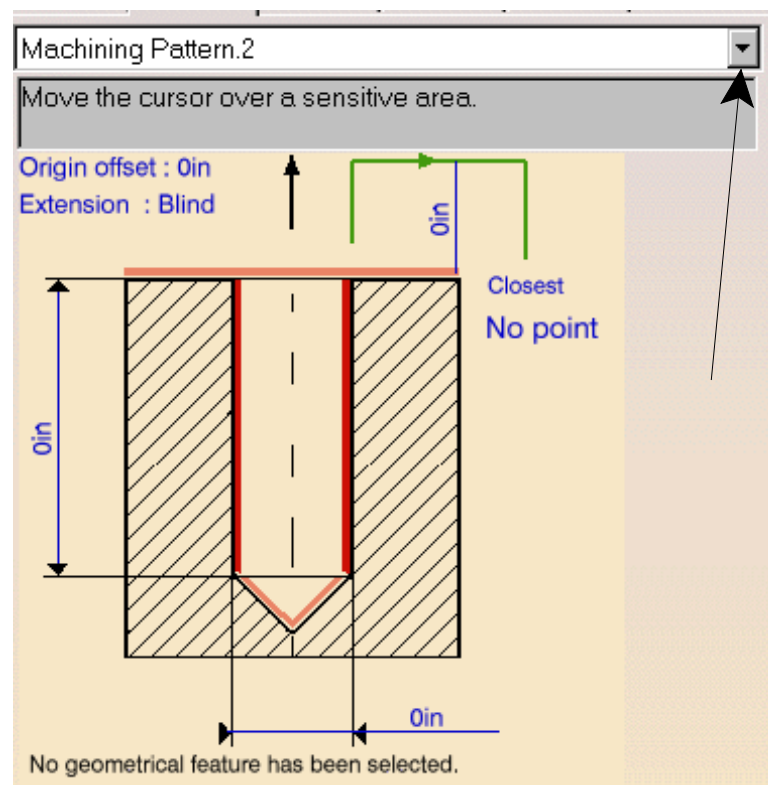 Machining Pattern.2
Move the cursor over a sensitive area.
Origin offset : 0in
Extension : Blind
0in
Closest
No point
0in
0in
No geometrical feature has been selected.